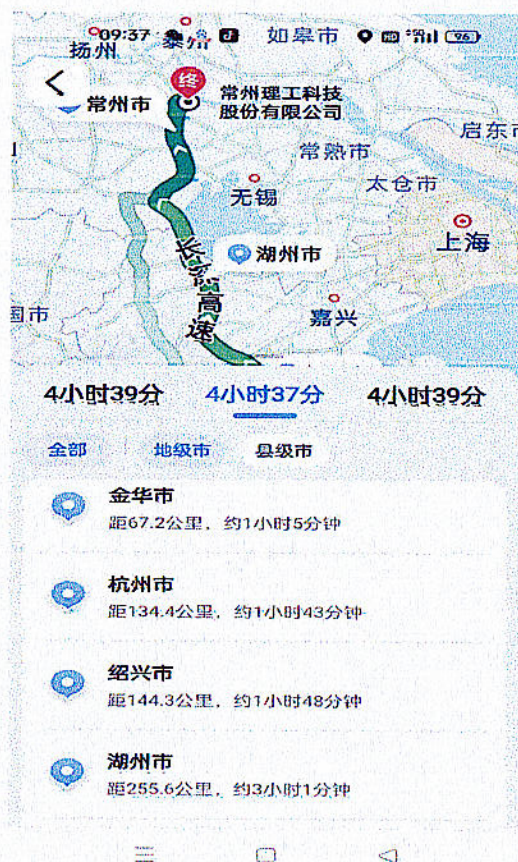 09:37
如皋市
HD
96
扬州
泰州
终
常州市
常州理工科技
股份有限公司
启东市
常熟市
无锡
太仓市
上海
湖州市
长深高速
国市
嘉兴
4小时39分
4小时37分
4小时39分
全部
地级市
县级市
金华市
距67.2公里，约1小时5分钟
杭州市
距134.4公里，约1小时43分钟
绍兴市
距144.3公里，约1小时48分钟
湖州市
距255.6公里，约3小时1分钟